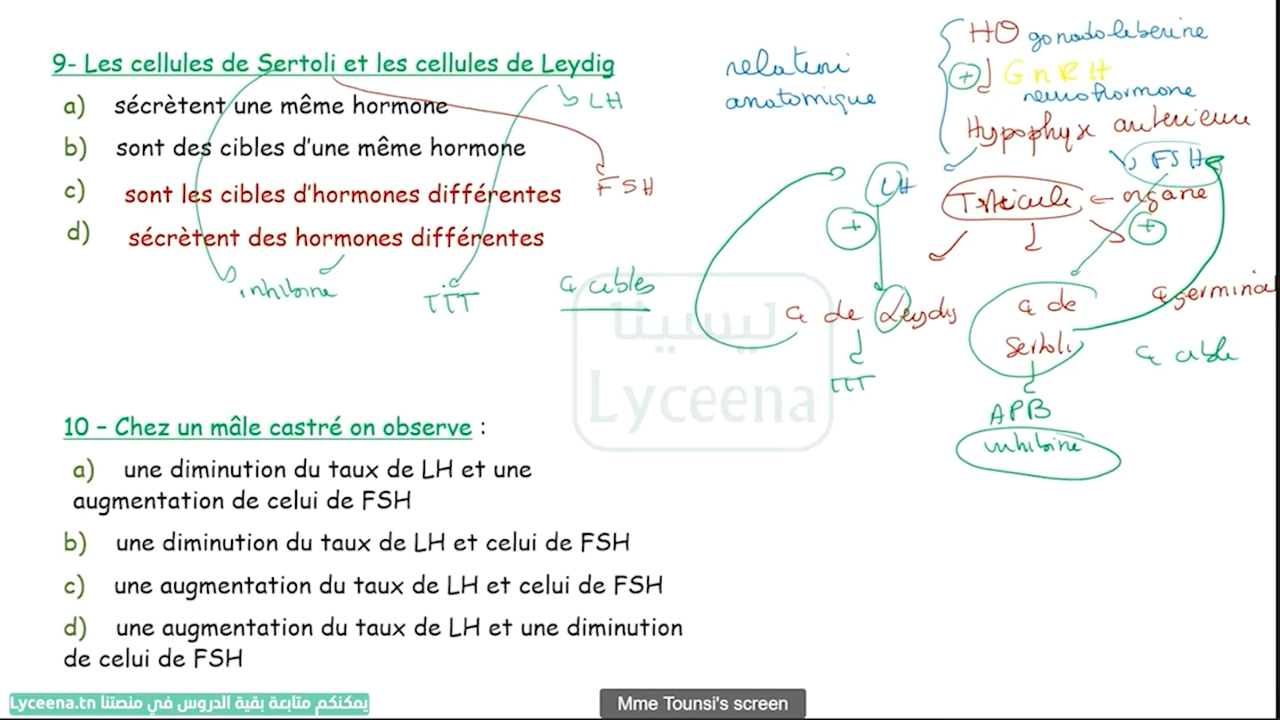 9- Les cellules de Sertoli et les cellules de Leydig
a) sécrètent une même hormone
b) sont des cibles d'une même hormone
c) sont les cibles d'hormones différentes
d) sécrètent des hormones différentes
LH
FSH
inhibine
TTT
cibles
10 – Chez un mâle castré on observe :
a) une diminution du taux de LH et une
augmentation de celui de FSH
b) une diminution du taux de LH et celui de FSH
c) une augmentation du taux de LH et celui de FSH
d) une augmentation du taux de LH et une diminution
de celui de FSH
relation
anatomique
HO gonadoliberine
+ GnRH
neurohormone
Hypophyse antérieure
LH
FSH
+
Testicule organe
+
de Leydig
TTT
de
Sertoli
germinal
cible
APB
inhibine
ليسينا
Lyceena
يمكنكم متابعة بقية الدروس في منصتنا Lyceena.tn
Mme Tounsi's screen